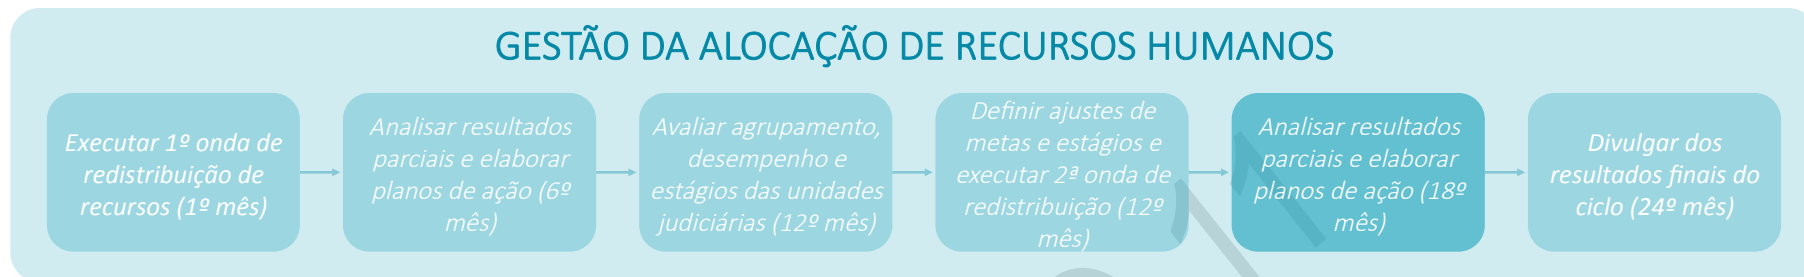 GESTÃO DA ALOCAÇÃO DE RECURSOS HUMANOS
Executar 1º onda de
redistribuição de
recursos (1º mês)
Analisar resultados
parciais e elaborar
planos de ação (6º
mês)
Avaliar agrupamento,
desempenho e
estágios das unidades
judiciárias (12º mês)
Definir ajustes de
metas e estágios e
executar 2ª onda de
redistribuição (12º
mês)
Analisar resultados
parciais e elaborar
planos de ação (18º
mês)
Divulgar dos
resultados finais do
ciclo (24º mês)